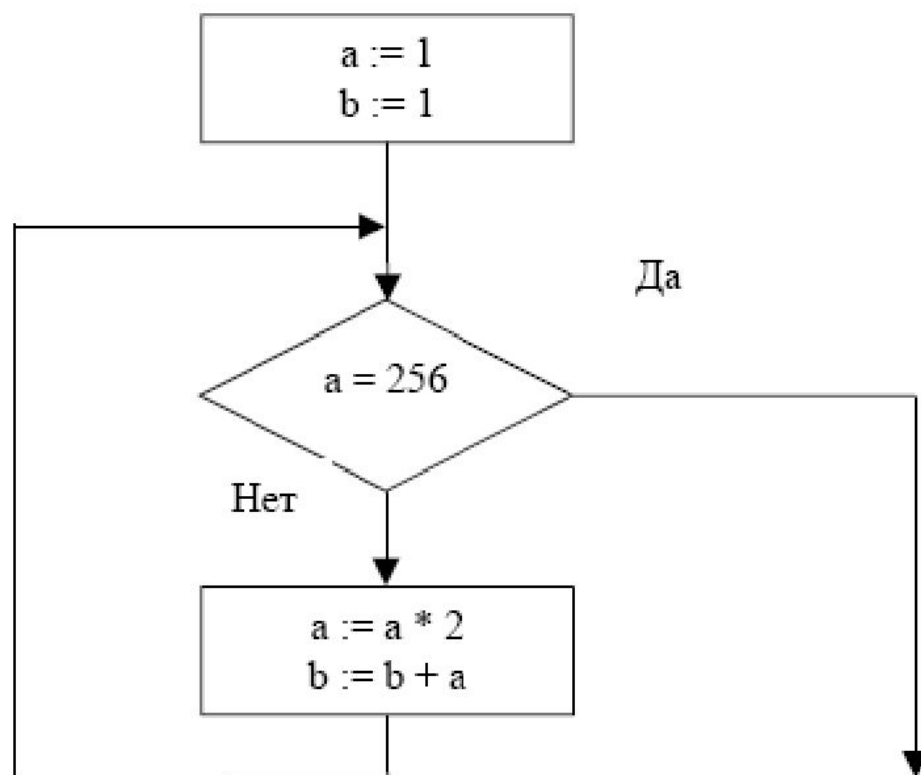 a := 1
b := 1
Да
a = 256
Нет
a := a * 2
b := b + a